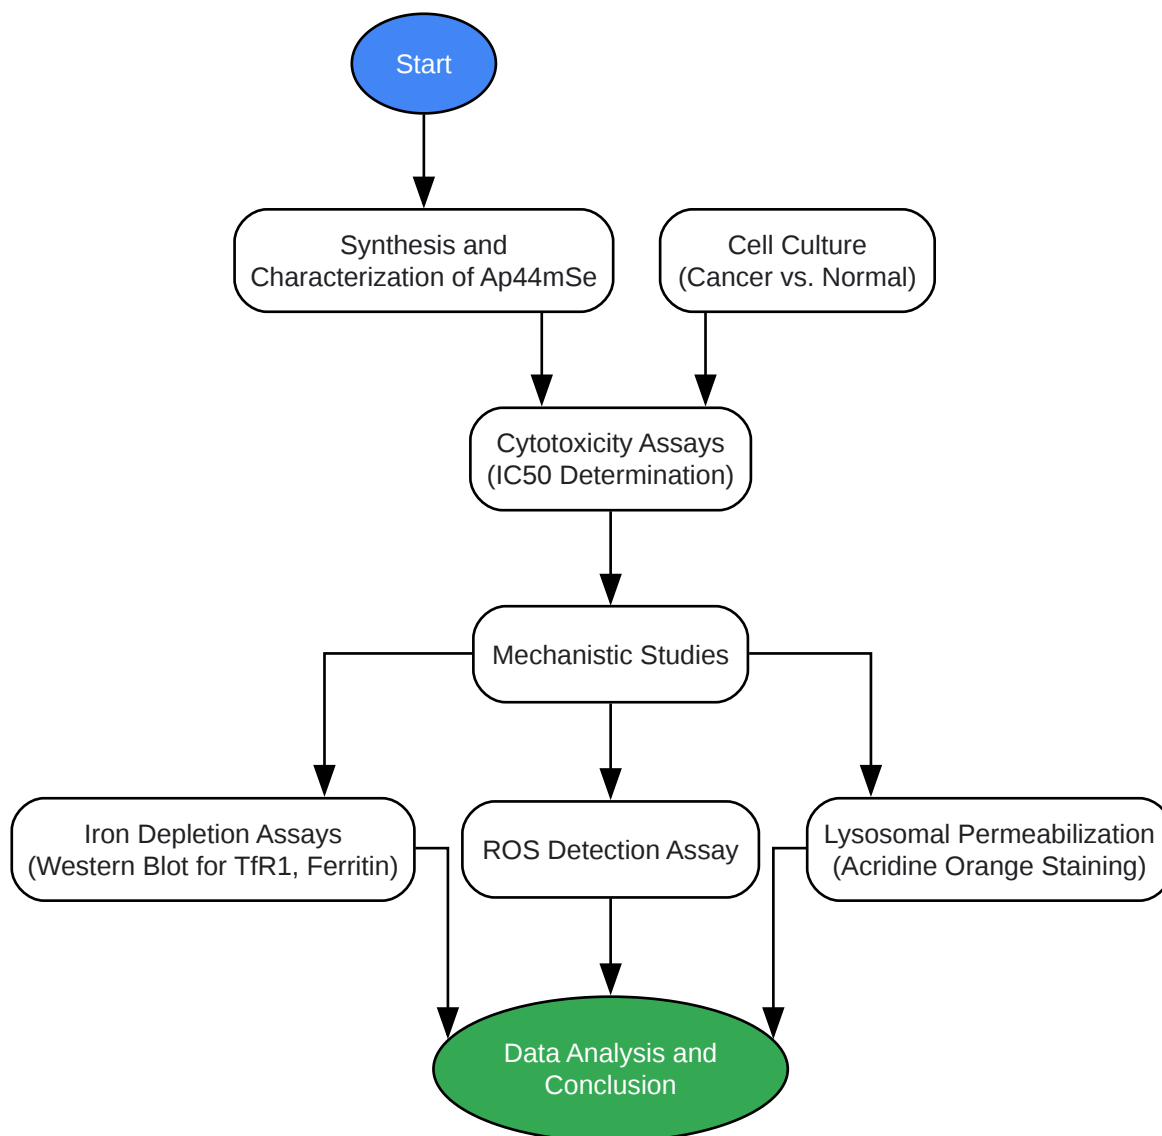 Start
Synthesis and
Characterization of Ap44mSe
Cell Culture
(Cancer vs. Normal)
Cytotoxicity Assays
(IC50 Determination)
Mechanistic Studies
Iron Depletion Assays
(Western Blot for TfR1, Ferritin)
ROS Detection Assay
Lysosomal Permeabilization
(Acridine Orange Staining)
Data Analysis and
Conclusion